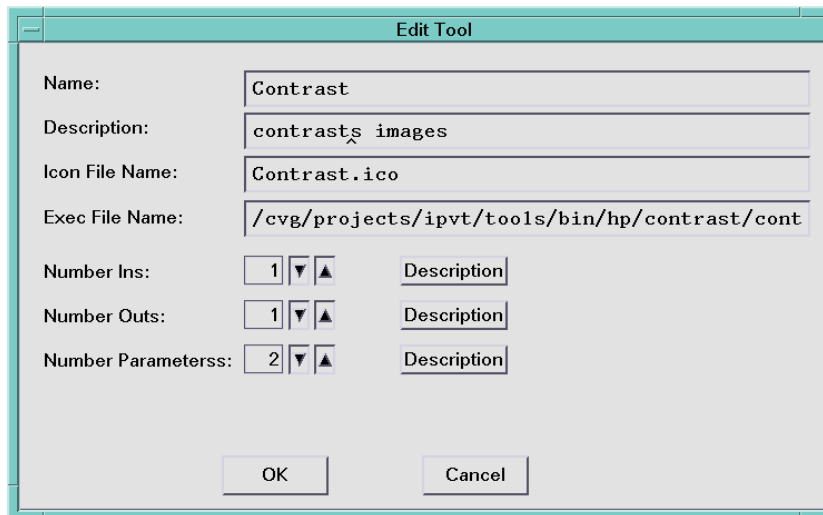 Edit Tool
Name: Contrast
Description: contrasts images
Icon File Name: Contrast.ico
Exec File Name: /cvg/projects/ipvt/tools/bin/hp/contrast/cont
Number Ins: 1 Description
Number Outs: 1 Description
Number Parameterss: 2 Description
OK Cancel